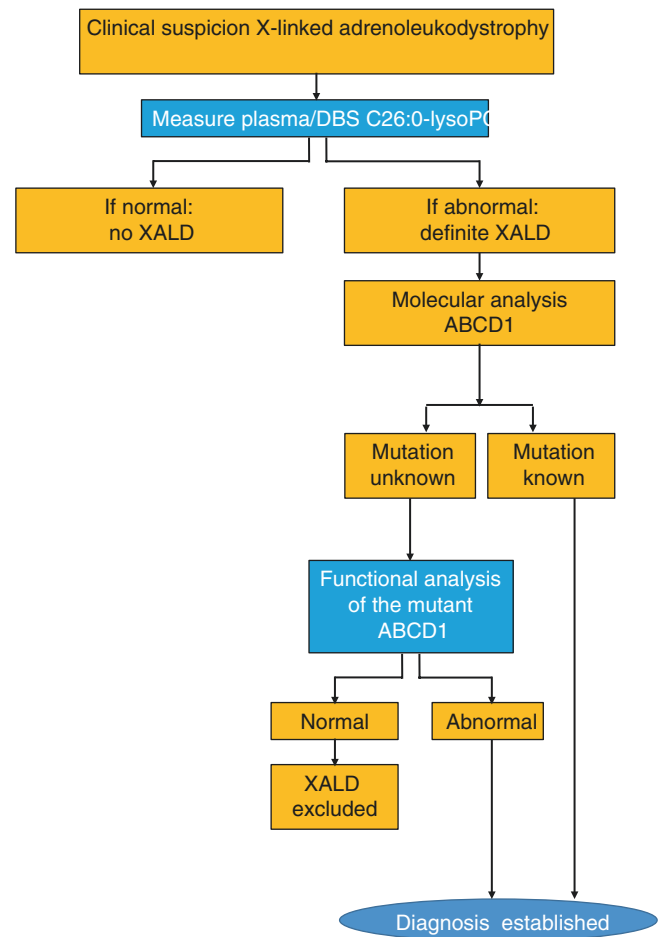 Clinical suspicion X-linked adrenoleukodystrophy
Measure plasma/DBS C26:0-lysoPC
If normal:
no XALD
If abnormal:
definite XALD
Molecular analysis
ABCD1
Mutation
unknown
Mutation
known
Functional analysis
of the mutant
ABCD1
Normal
Abnormal
XALD
excluded
Diagnosis established